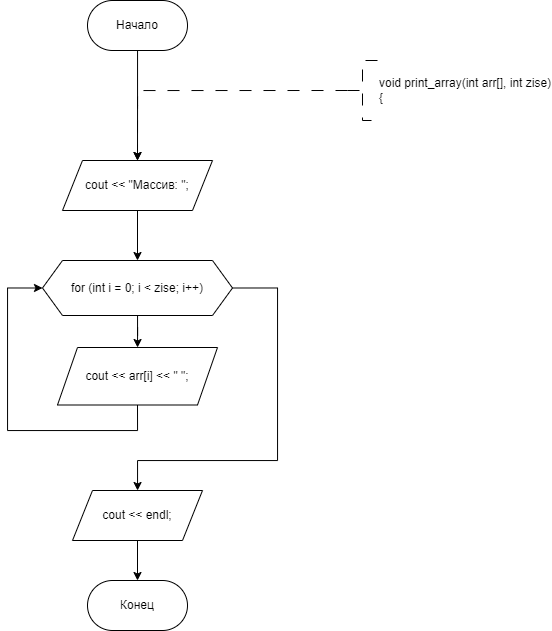 Начало
void print_array(int arr[], int zise)
{
cout << "Массив: ";
for (int i = 0; i < zise; i++)
cout << arr[i] << " ";
cout << endl;
Конец